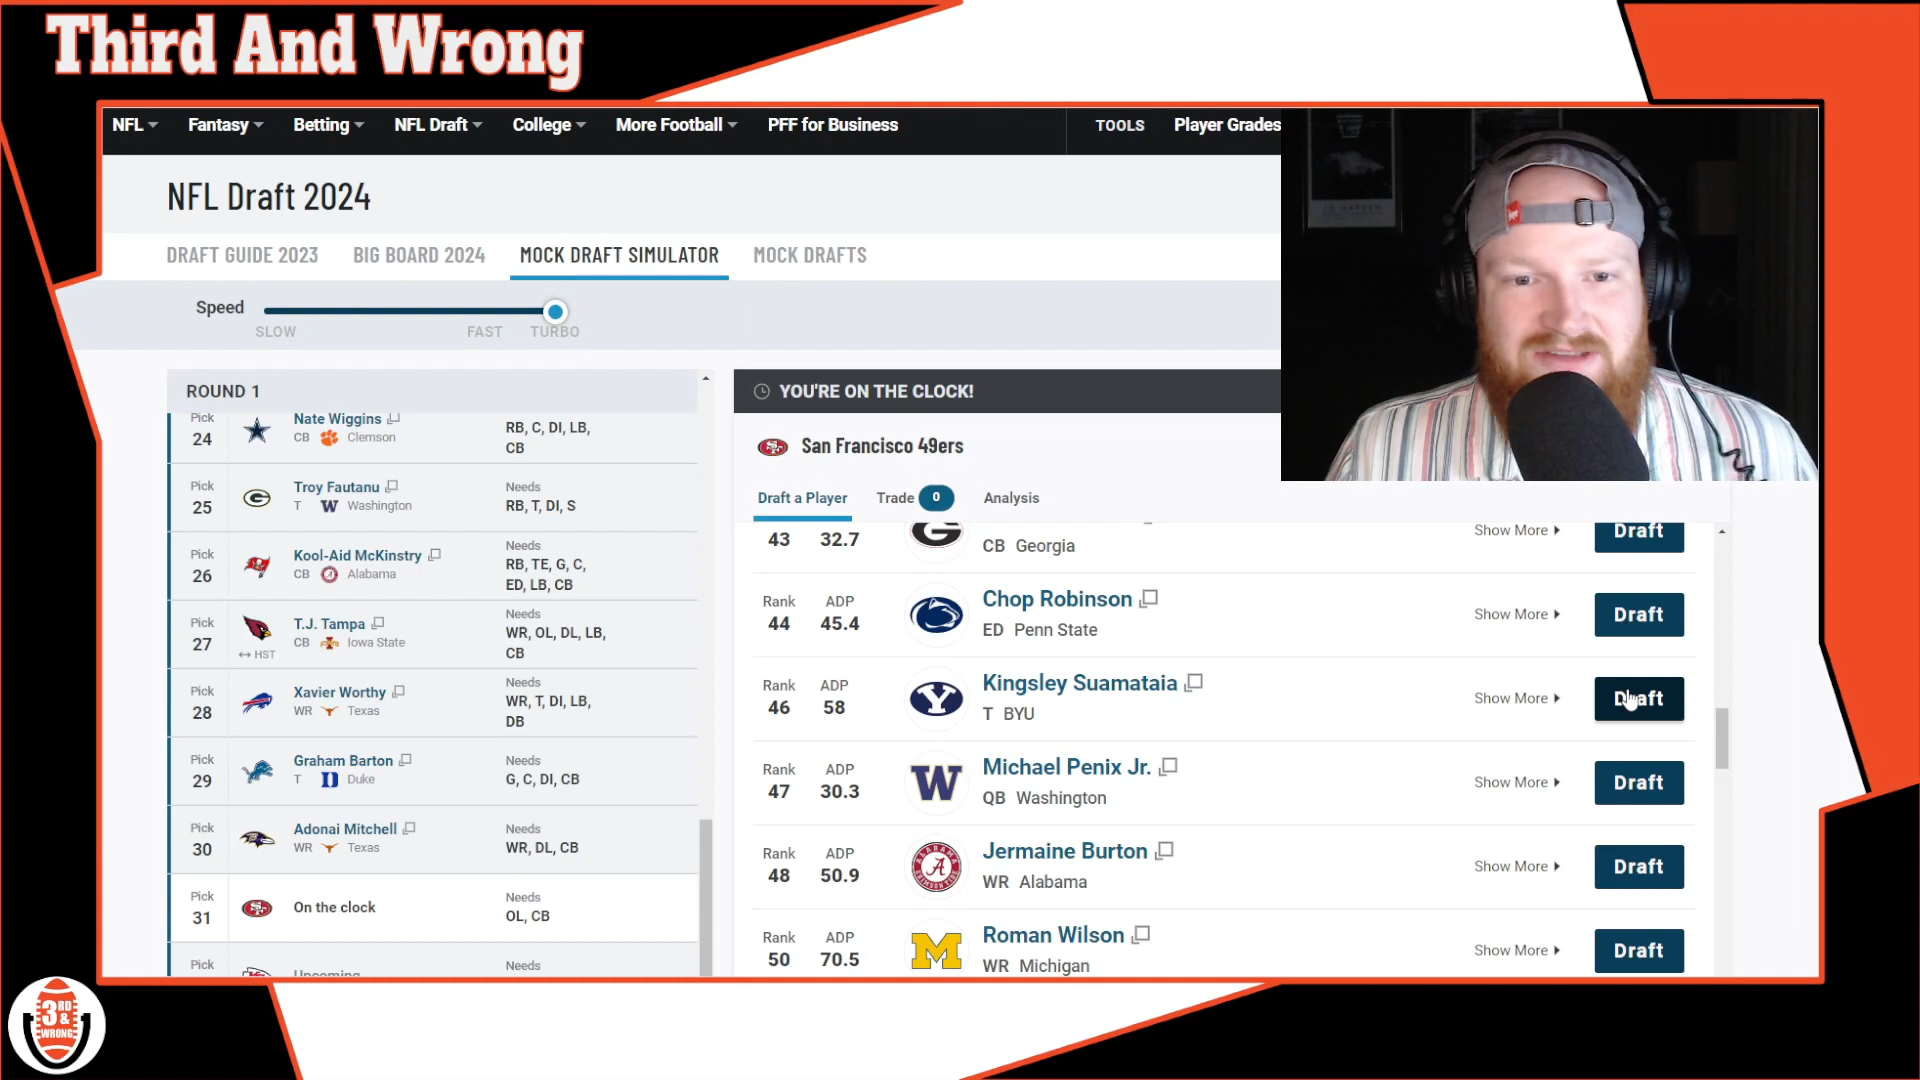 Third And Wrong
NFL Fantasy Betting NFL Draft College More Football PFF for Business TOOLS Player Grades
NFL Draft 2024
DRAFT GUIDE 2023 BIG BOARD 2024 MOCK DRAFT SIMULATOR MOCK DRAFTS
Speed
SLOW FAST TURBO
ROUND 1
Pick 24 Nate Wiggins
CB Clemson
RB, C, DI, LB,
CB
Pick 25 Troy Fautanu
T W Washington
Needs
RB, T, DI, S
Pick 26 Kool-Aid McKinstry
CB Alabama
Needs
RB, TE, G, C,
ED, LB, CB
Pick 27 T.J. Tampa
↔ HST CB Iowa State
Needs
WR, OL, DL, LB,
CB
Pick 28 Xavier Worthy
WR Texas
Needs
WR, T, DI, LB,
DB
Pick 29 Graham Barton
T D Duke
Needs
G, C, DI, CB
Pick 30 Adonai Mitchell
WR Texas
Needs
WR, DL, CB
Pick 31 On the clock
Needs
OL, CB
Pick Upcoming
Needs
YOU'RE ON THE CLOCK!
San Francisco 49ers
Draft a Player Trade 0 Analysis
43 32.7 G CB Georgia Show More Draft
Rank 44 ADP 45.4 Chop Robinson
ED Penn State Show More Draft
Rank 46 ADP 58 Y Kingsley Suamataia
T BYU Show More Draft
Rank 47 ADP 30.3 W Michael Penix Jr.
QB Washington Show More Draft
Rank 48 ADP 50.9 A Jermaine Burton
WR Alabama Show More Draft
Rank 50 ADP 70.5 M Roman Wilson
WR Michigan Show More Draft
3RD
&
WRONG